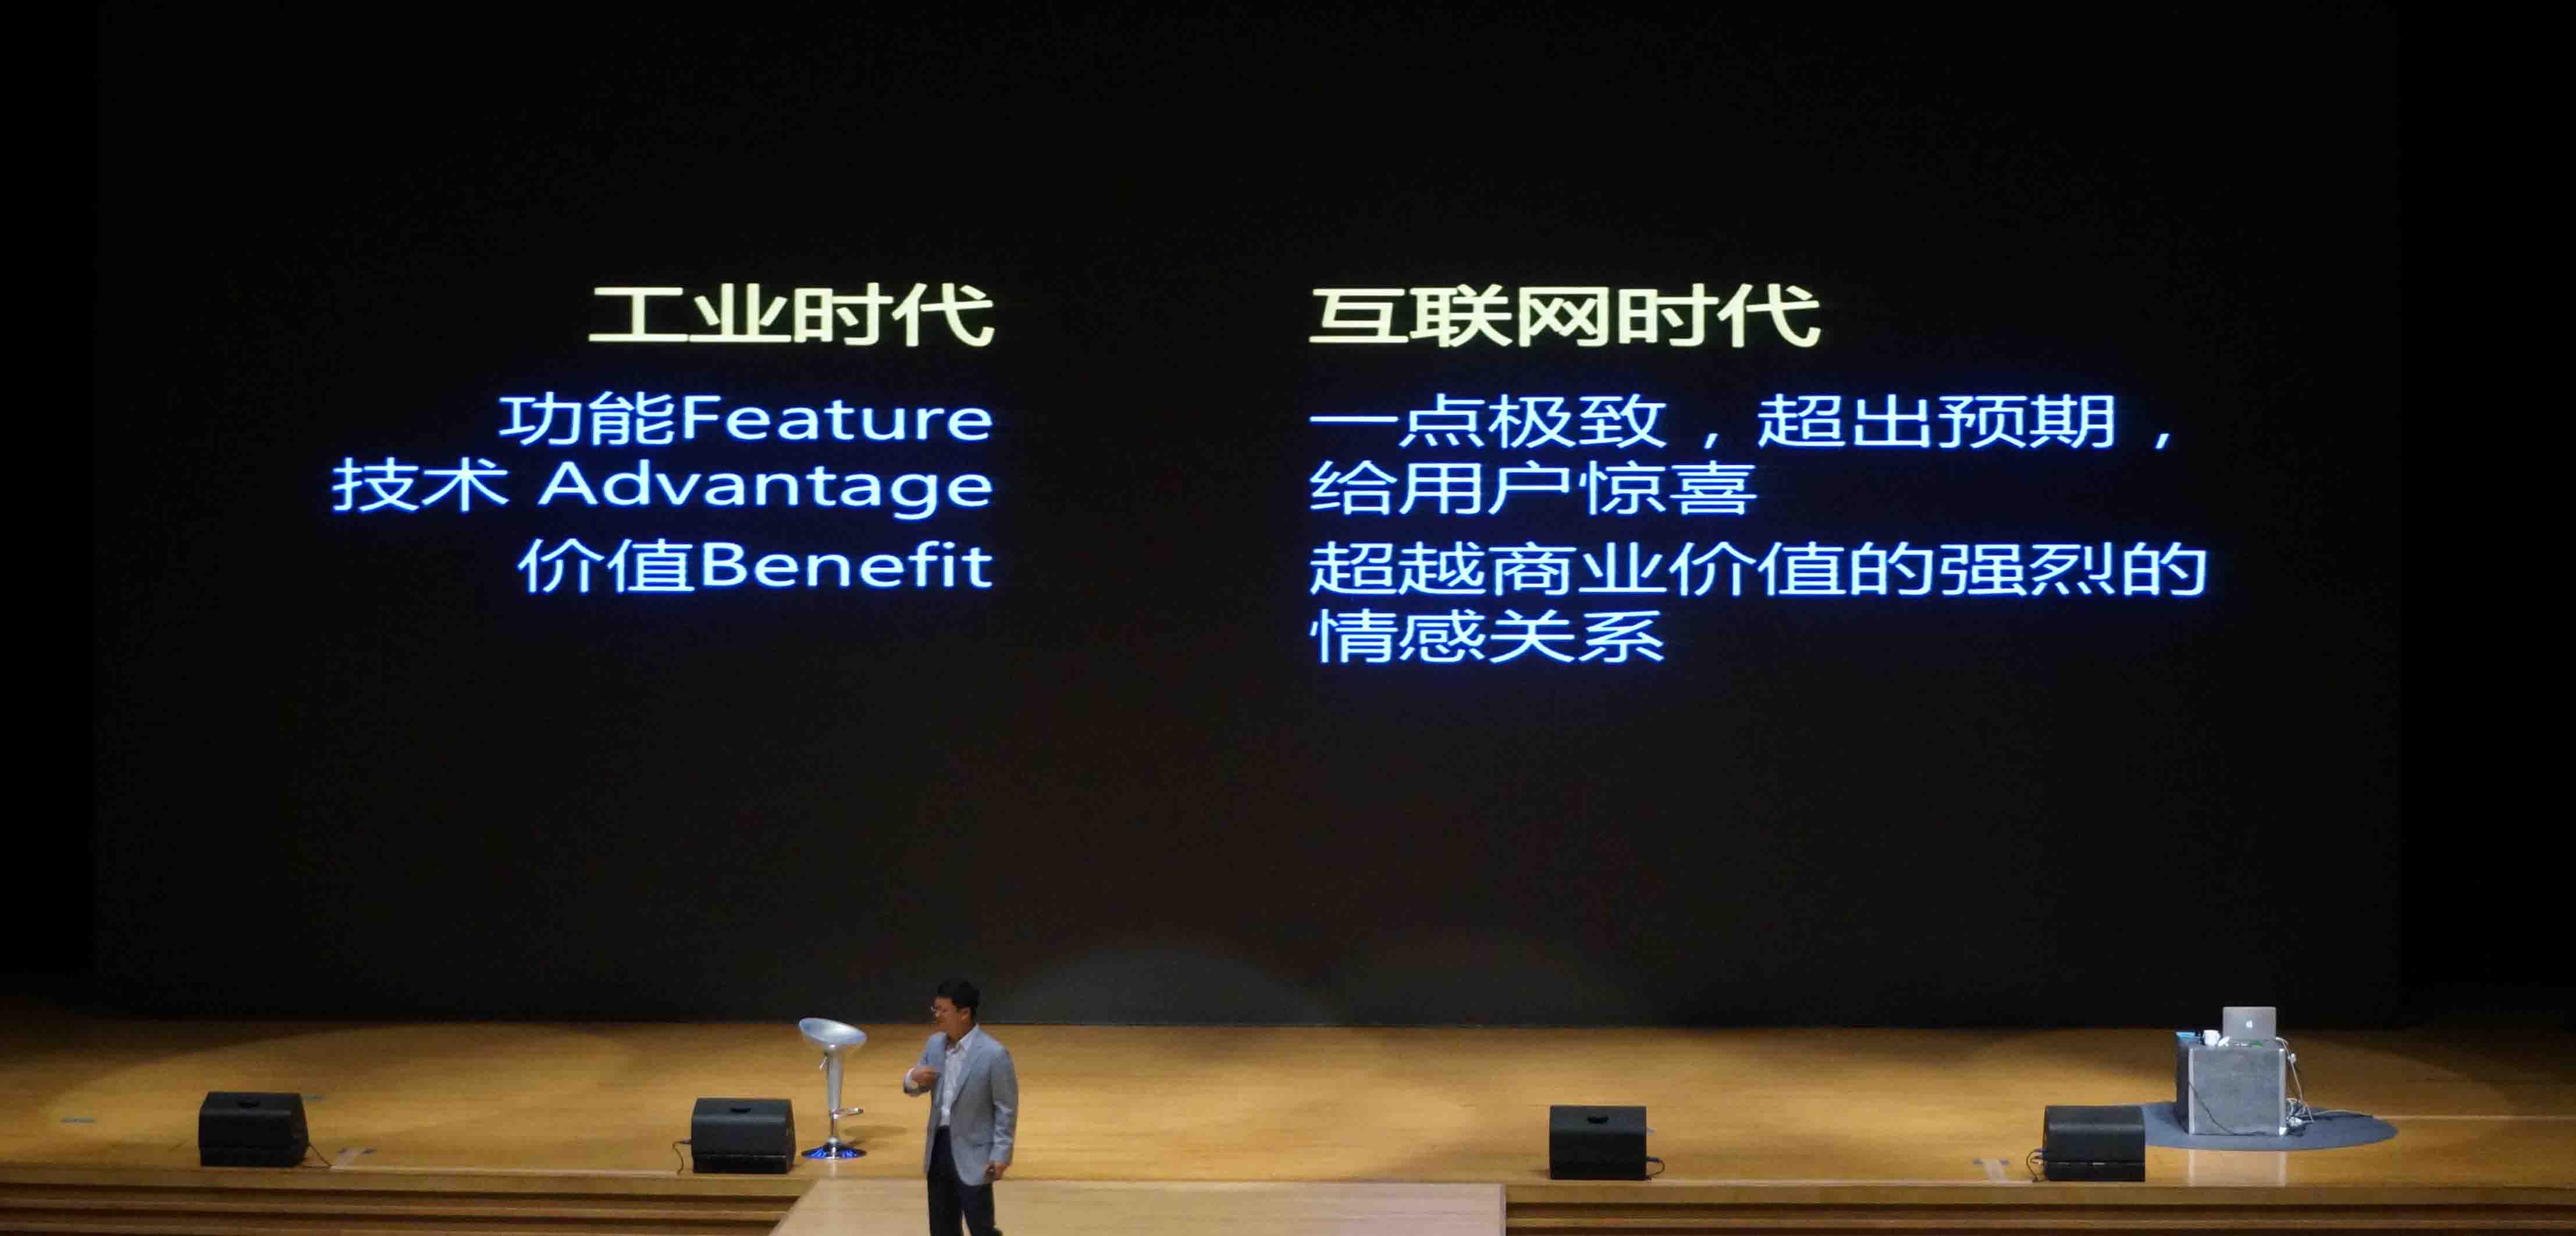 工业时代
功能Feature
技术 Advantage
价值Benefit
互联网时代
一点极致，超出预期，
给用户惊喜
超越商业价值的强烈的
情感关系